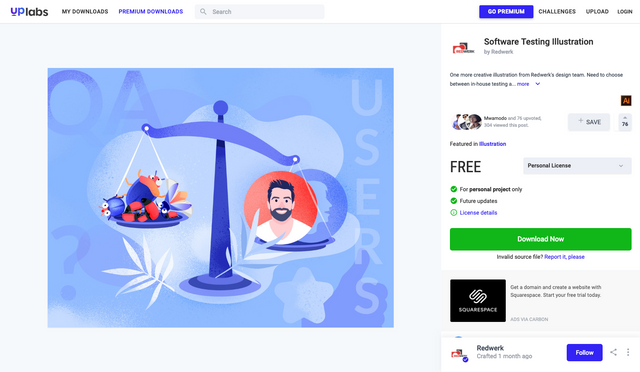 uplabs
MY DOWNLOADS
PREMIUM DOWNLOADS
Search
GO PREMIUM
CHALLENGES
UPLOAD
LOGIN
QA
?
USERS
Software Testing Illustration
by Redwerk
One more creative illustration from Redwerk's design team. Need to choose
between in-house testing a... more
Ai
Mwamodo and 76 upvoted,
504 viewed this post.
+ SAVE
76
Featured in Illustration
FREE
Personal License
For personal project only
Future updates
License details
Download Now
Invalid source file? Report it, please
SQUARESPACE
Get a domain and create a website with
Squarespace. Start your free trial today.
ADS VIA CARBON
Redwerk
Crafted 1 month ago
Follow